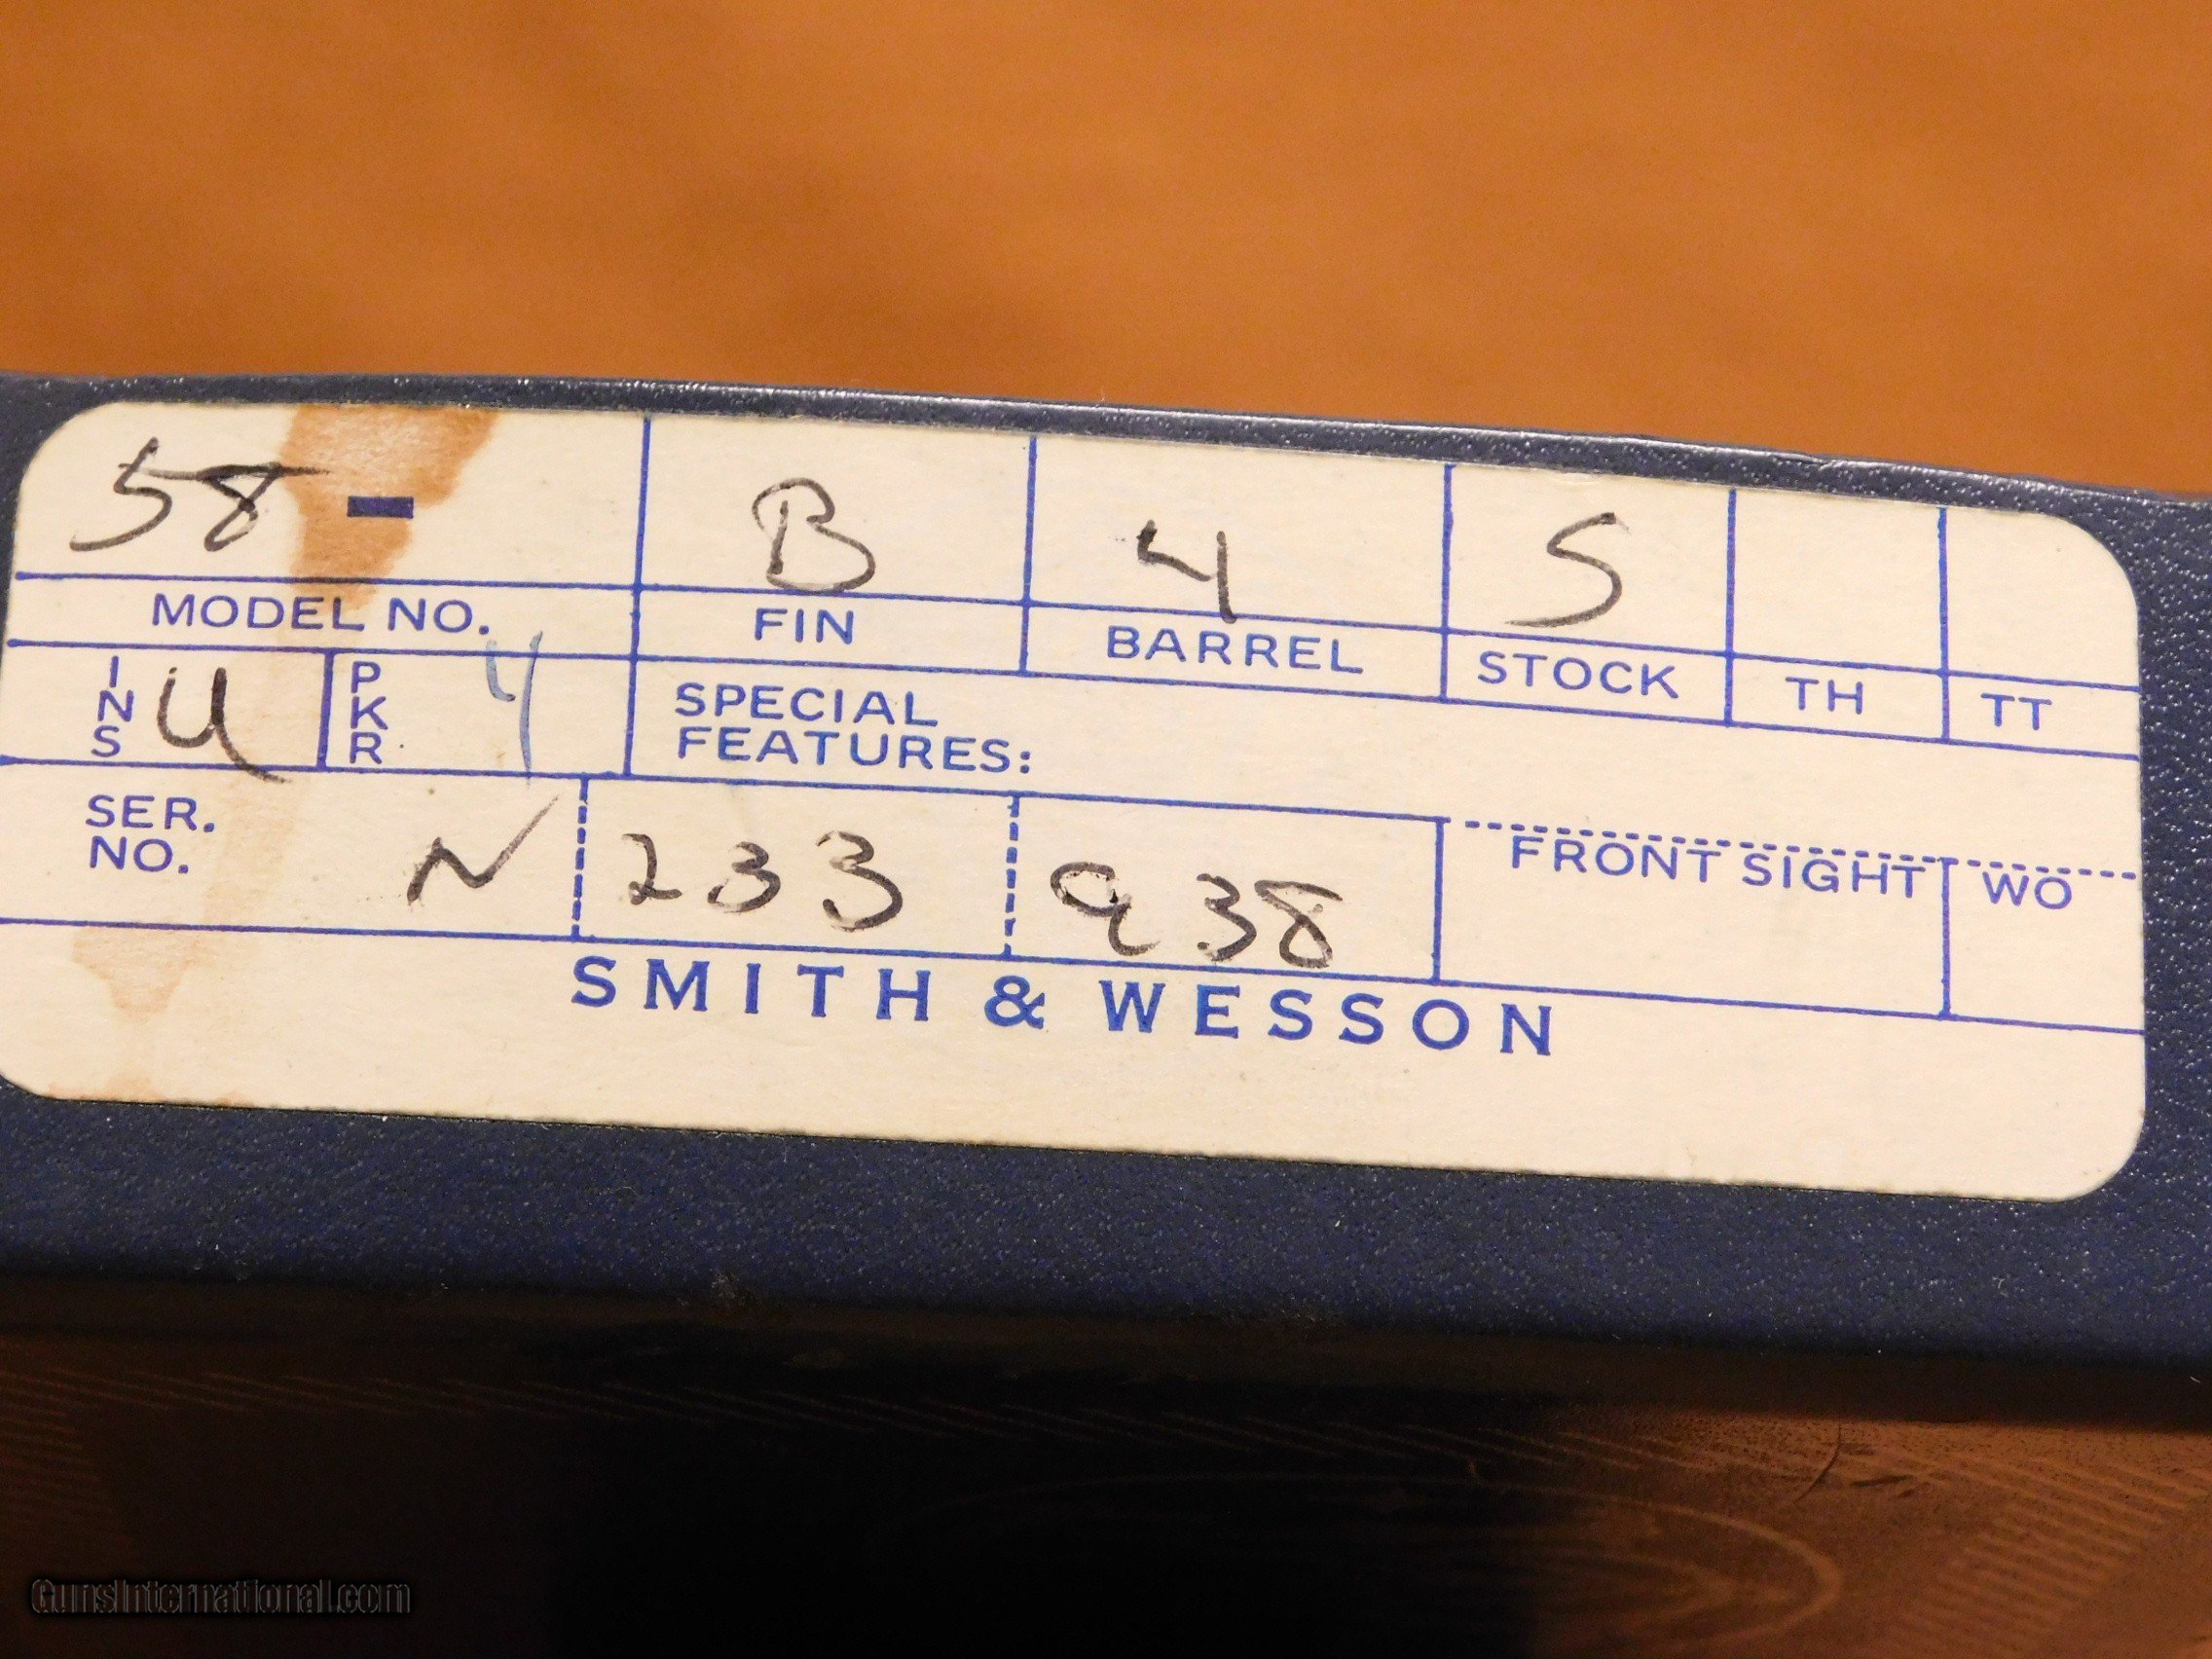 58 - B 4 S
MODEL NO. FIN BARREL STOCK TH TT
INS U PKR 4 SPECIAL
FEATURES:
SER.
NO. N 233 938 FRONT SIGHT WO
SMITH & WESSON
GunsInternational.com